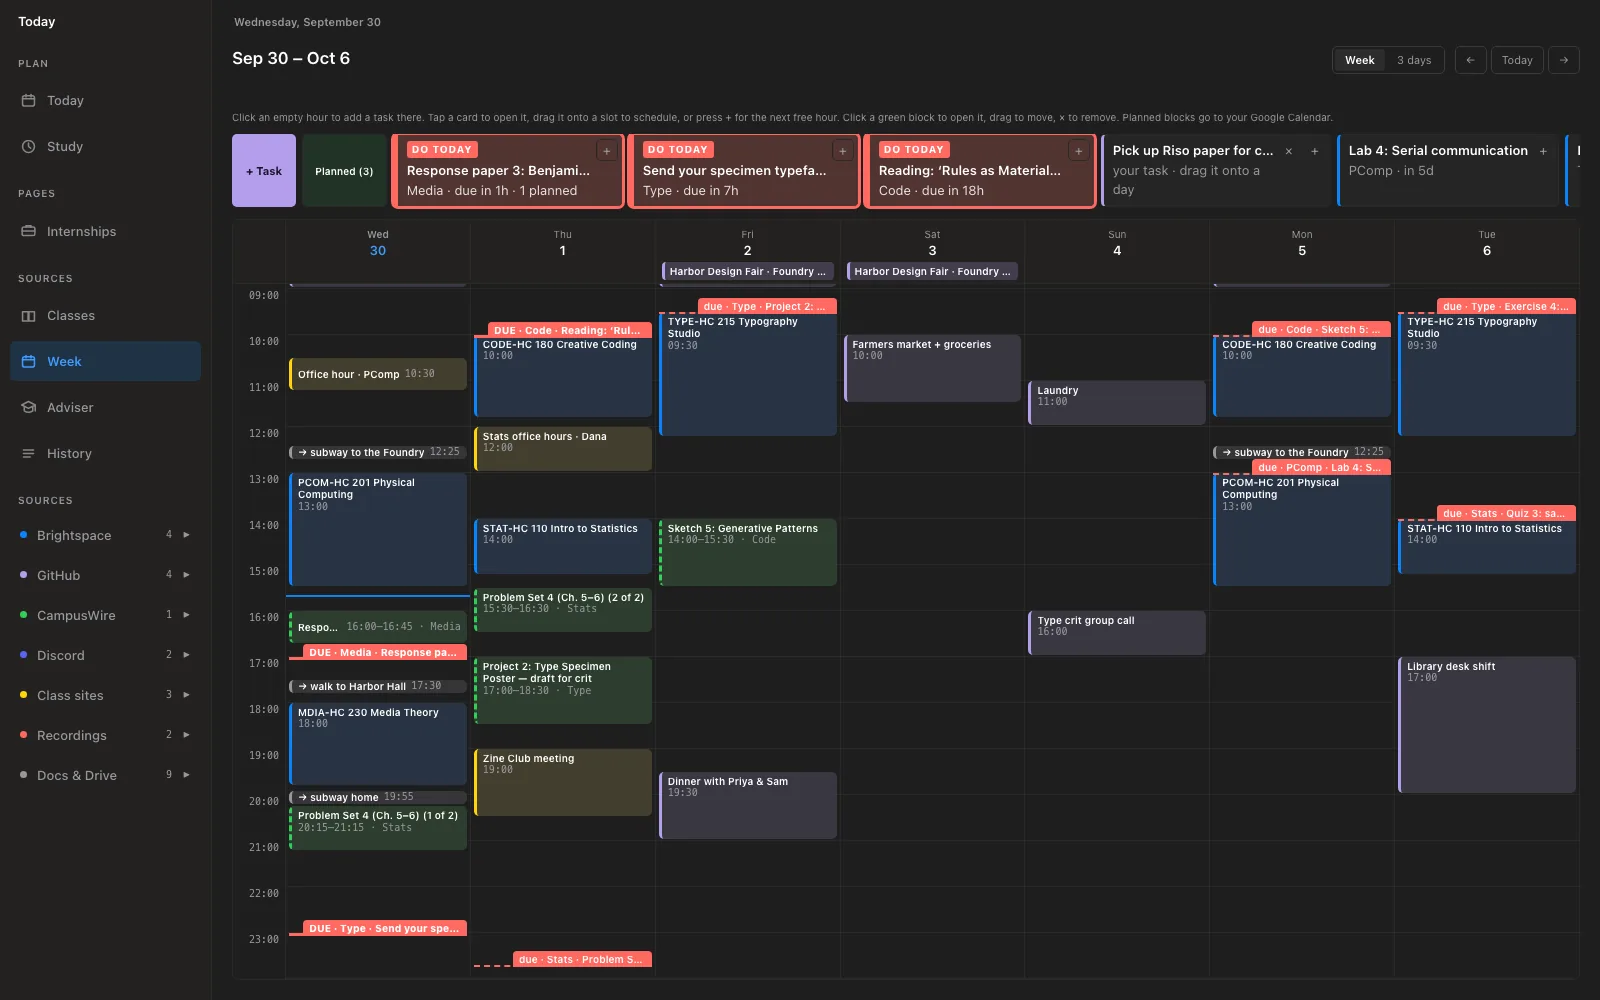 Today
PLAN
Today
Study
PAGES
Internships
SOURCES
Classes
Week
Adviser
History
SOURCES
Brightspace 4 ▸
GitHub 4 ▸
CampusWire 1 ▸
Discord 2 ▸
Class sites 3 ▸
Recordings 2 ▸
Docs & Drive 9 ▸
Wednesday, September 30
Sep 30 – Oct 6
Week 3 days ← Today →
Click an empty hour to add a task there. Tap a card to open it, drag it onto a slot to schedule, or press + for the next free hour. Click a green block to open it, drag to move, × to remove. Planned blocks go to your Google Calendar.
+ Task
Planned (3)
DO TODAY +
Response paper 3: Benjami...
Media · due in 1h · 1 planned
DO TODAY +
Send your specimen typefa...
Type · due in 7h
DO TODAY +
Reading: ‘Rules as Material...
Code · due in 18h
Pick up Riso paper for c... × +
your task · drag it onto a
day
Lab 4: Serial communication +
PComp · in 5d
Wed
30
Thu
1
Fri
2
Sat
3
Sun
4
Mon
5
Tue
6
Harbor Design Fair · Foundry ...
Harbor Design Fair · Foundry ...
09:00
10:00
11:00
12:00
13:00
14:00
15:00
16:00
17:00
18:00
19:00
20:00
21:00
22:00
23:00
Office hour · PComp 10:30
→ subway to the Foundry 12:25
PCOM-HC 201 Physical
Computing
13:00
Respo... 16:00–16:45 · Media
DUE · Media · Response pa...
→ walk to Harbor Hall 17:30
MDIA-HC 230 Media Theory
18:00
→ subway home 19:55
Problem Set 4 (Ch. 5–6) (1 of 2)
20:15–21:15 · Stats
DUE · Type · Send your spe...
DUE · Code · Reading: ‘Rul...
CODE-HC 180 Creative Coding
10:00
Stats office hours · Dana
12:00
STAT-HC 110 Intro to Statistics
14:00
Problem Set 4 (Ch. 5–6) (2 of 2)
15:30–16:30 · Stats
Project 2: Type Specimen
Poster — draft for crit
17:00–18:30 · Type
Zine Club meeting
19:00
due · Stats · Problem S...
due · Type · Project 2: ...
TYPE-HC 215 Typography
Studio
09:30
Sketch 5: Generative Patterns
14:00–15:30 · Code
Dinner with Priya & Sam
19:30
Farmers market + groceries
10:00
Laundry
11:00
Type crit group call
16:00
due · Code · Sketch 5: ...
CODE-HC 180 Creative Coding
10:00
→ subway to the Foundry 12:25
due · PComp · Lab 4: S...
PCOM-HC 201 Physical
Computing
13:00
due · Type · Exercise 4:...
TYPE-HC 215 Typography
Studio
09:30
due · Stats · Quiz 3: sa...
STAT-HC 110 Intro to Statistics
14:00
Library desk shift
17:00